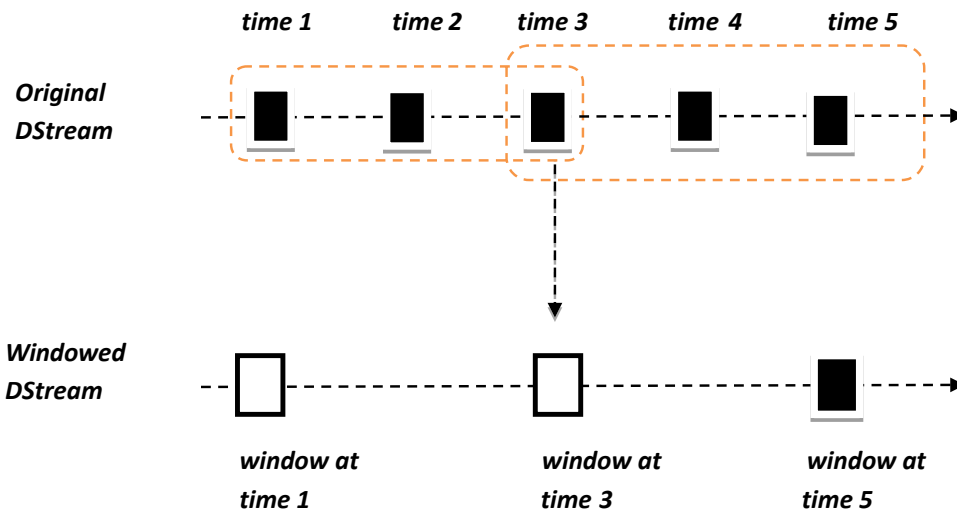 time 1 time 2 time 3 time 4 time 5
Original
DStream
Windowed
DStream
window at window at window at
time 1 time 3 time 5